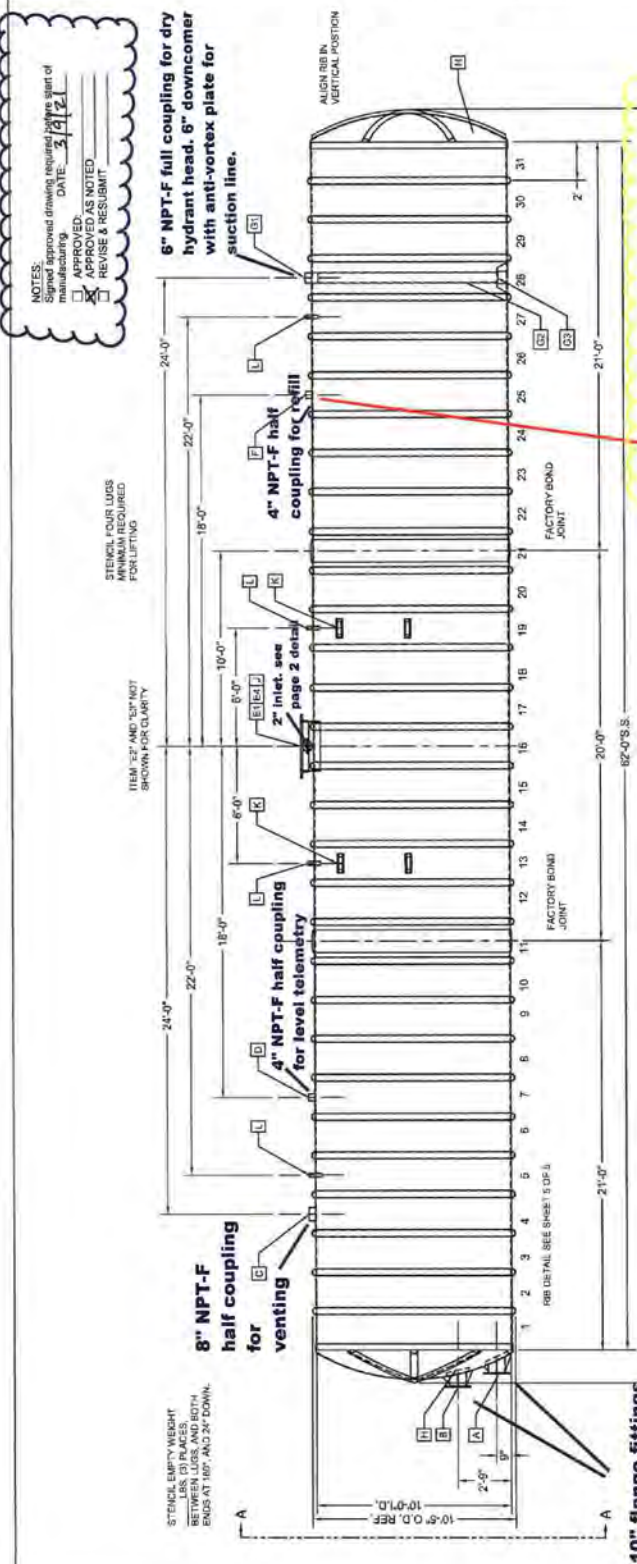 NOTES:
Signed approved drawing required before start of
manufacturing. DATE: 3/9/21
APPROVED:
APPROVED AS NOTED
REVISE & RESUBMIT
6" NPT-F full coupling for dry
hydrant head. 6" downcomer
with anti-vortex plate for
suction line.
ALIGN RIB IN
VERTICAL POSTION
STENCIL FOUR LUGS
MINIMUM REQUIRED
FOR LIFTING
ITEM "E2" AND "E3" NOT
SHOWN FOR CLARITY
STENCIL EMPTY WEIGHT
LBS. (3) PLACES,
BETWEEN LUGS, AND BOTH
ENDS AT 180°, AND 24" DOWN.
24'-0"
24'-0"
22'-0"
22'-0"
18'-0"
18'-0"
10'-0"
6'-0"
6'-0"
8" NPT-F
half coupling
for
venting
C
L
D
4" NPT-F half coupling
for level telemetry
L
K
E1 E4 J
2" inlet. see
page 2 detail
L
K
F
4" NPT-F half
coupling for refill
L
G1
H
A
A
10'-5" O.D. REF.
10'-0" I.D.
2'-9"
9"
H
B
A
1 2 3 4 5 6 7 8 9 10 11 12 13 14 15 16 17 18 19 20 21 22 23 24 25 26 27 28 29 30 31
G2
G3
2'
RIB DETAIL SEE SHEET 5 OF 5
FACTORY BOND
JOINT
FACTORY BOND
JOINT
21'-0"
20'-0"
21'-0"
62'-0" S.S.
10" flange fittings